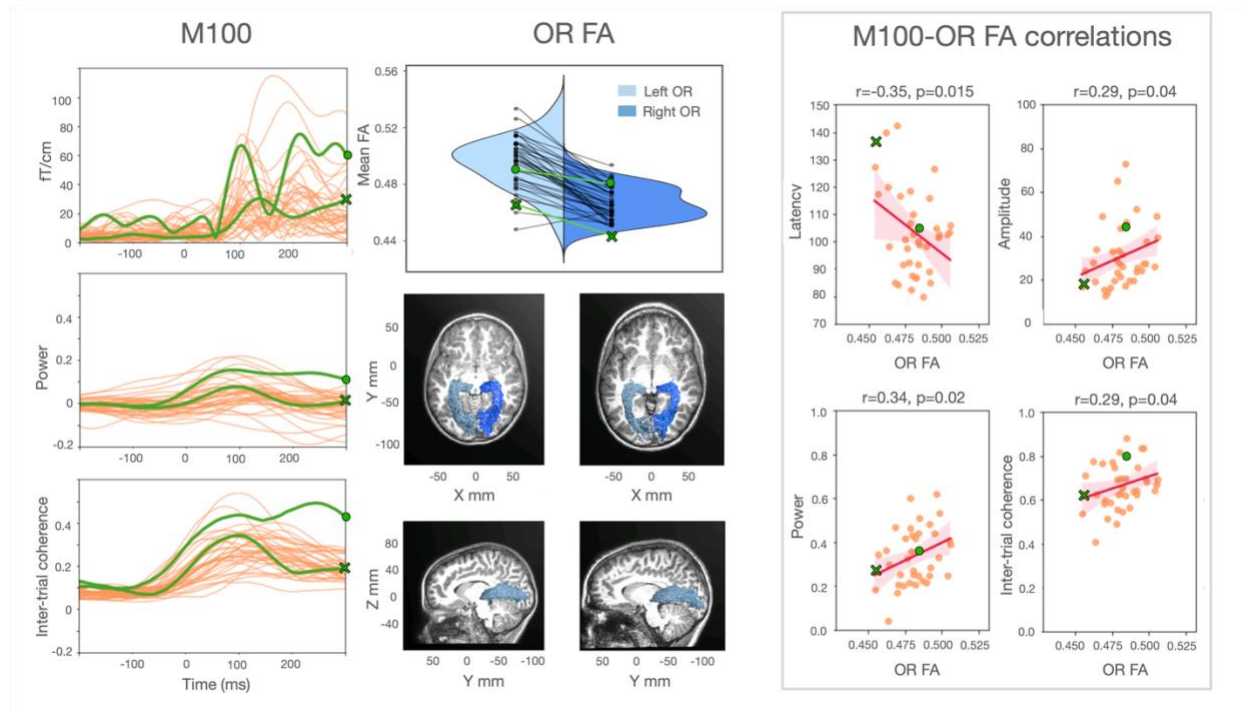 M100
OR FA
M100-OR FA correlations
fT/cm
100
80
60
40
20
0
-100
0
100
200
Power
0.4
0.2
0
-0.2
-100
0
100
200
Inter-trial coherence
0.4
0.2
0
-0.2
-100
0
100
200
Time (ms)
Mean FA
0.56
0.52
0.48
0.44
Left OR
Right OR
Y mm
50
0
-50
-100
-50 0 50
X mm
-50 0 50
X mm
Z mm
80
40
0
-40
50 0 -50 -100
Y mm
50 0 -50 -100
Y mm
r=-0.35, p=0.015
Latency
150
140
130
120
110
100
90
80
70
0.450 0.475 0.500 0.525
OR FA
r=0.29, p=0.04
Amplitude
100
80
60
40
20
0
0.450 0.475 0.500 0.525
OR FA
r=0.34, p=0.02
Power
1.0
0.8
0.6
0.4
0.2
0.0
0.450 0.475 0.500 0.525
OR FA
r=0.29, p=0.04
Inter-trial coherence
1.0
0.8
0.6
0.4
0.2
0.0
0.450 0.475 0.500 0.525
OR FA